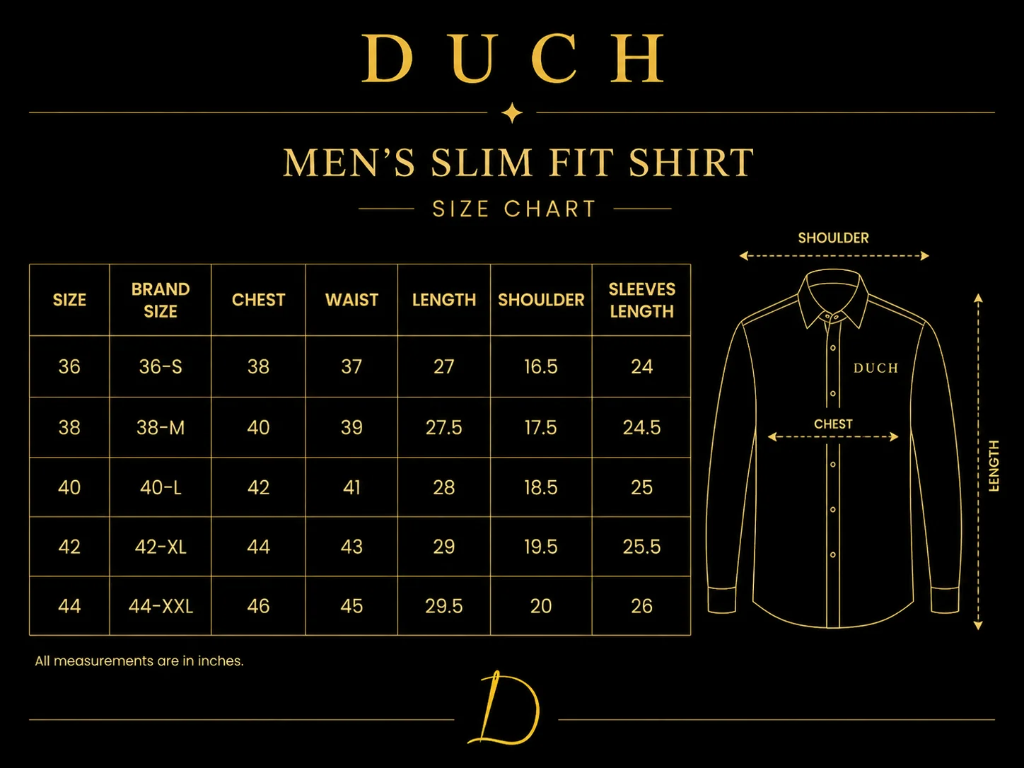 DUCH
MEN'S SLIM FIT SHIRT
SIZE CHART
SIZE BRAND SIZE CHEST WAIST LENGTH SHOULDER SLEEVES LENGTH
36 36-S 38 37 27 16.5 24
38 38-M 40 39 27.5 17.5 24.5
40 40-L 42 41 28 18.5 25
42 42-XL 44 43 29 19.5 25.5
44 44-XXL 46 45 29.5 20 26
SHOULDER
DUCH
CHEST
LENGTH
All measurements are in inches.
D